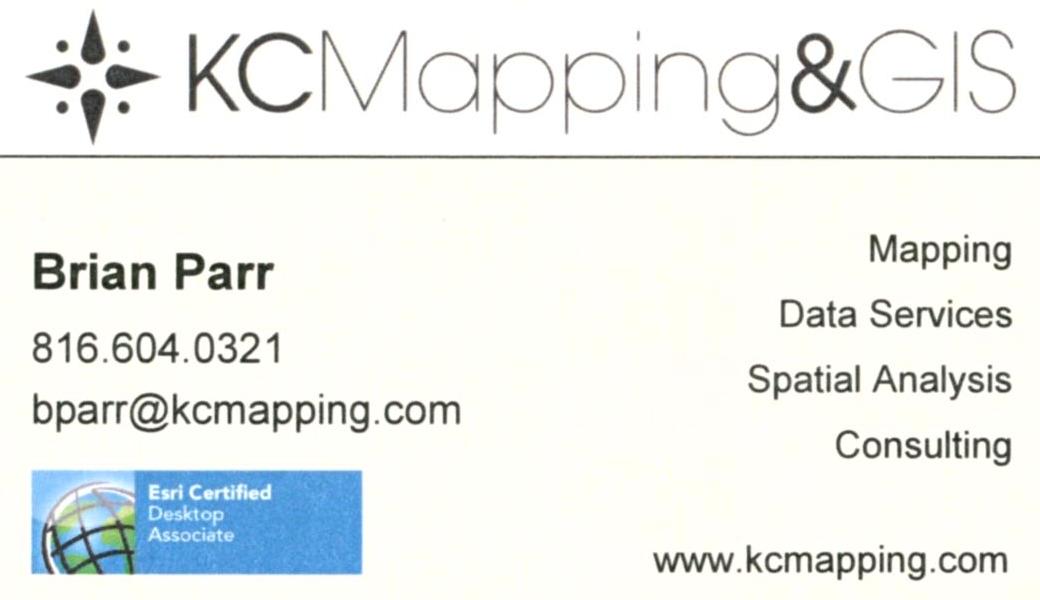 KCMapping&GIS
Brian Parr
816.604.0321
bparr@kcmapping.com
Esri Certified
Desktop
Associate
Mapping
Data Services
Spatial Analysis
Consulting
www.kcmapping.com